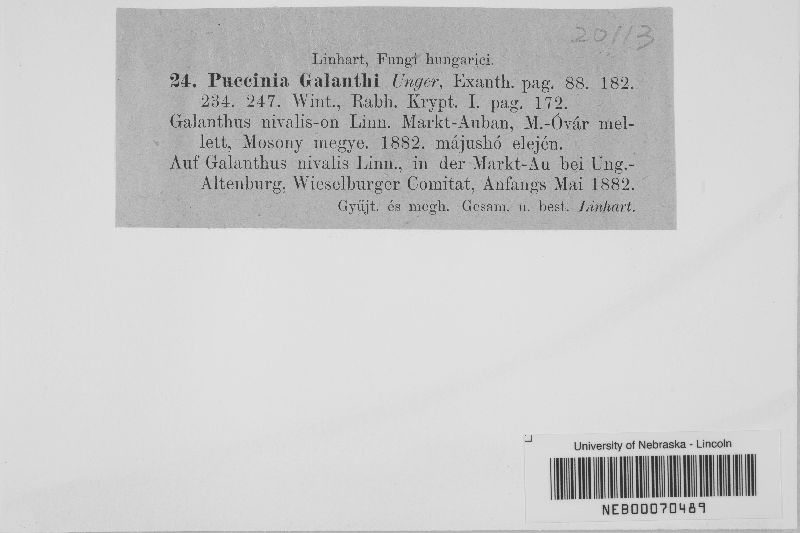 20113
Linhart, Fungi hungarici.
24. Puccinia Galanthi Unger, Exanth. pag. 88. 182.
234. 247. Wint., Rabh. Krypt. I. pag. 172.
Galanthus nivalis-on Linn. Markt-Auban, M.-Óvár mel-
lett, Mosony megye. 1882. májushó elején.
Auf Galanthus nivalis Linn., in der Markt-Au bei Ung.-
Altenburg, Wieselburger Comitat, Anfangs Mai 1882.
Gyűjt. és megh. Gesam. u. best. Linhart.
University of Nebraska - Lincoln
NEB00070489